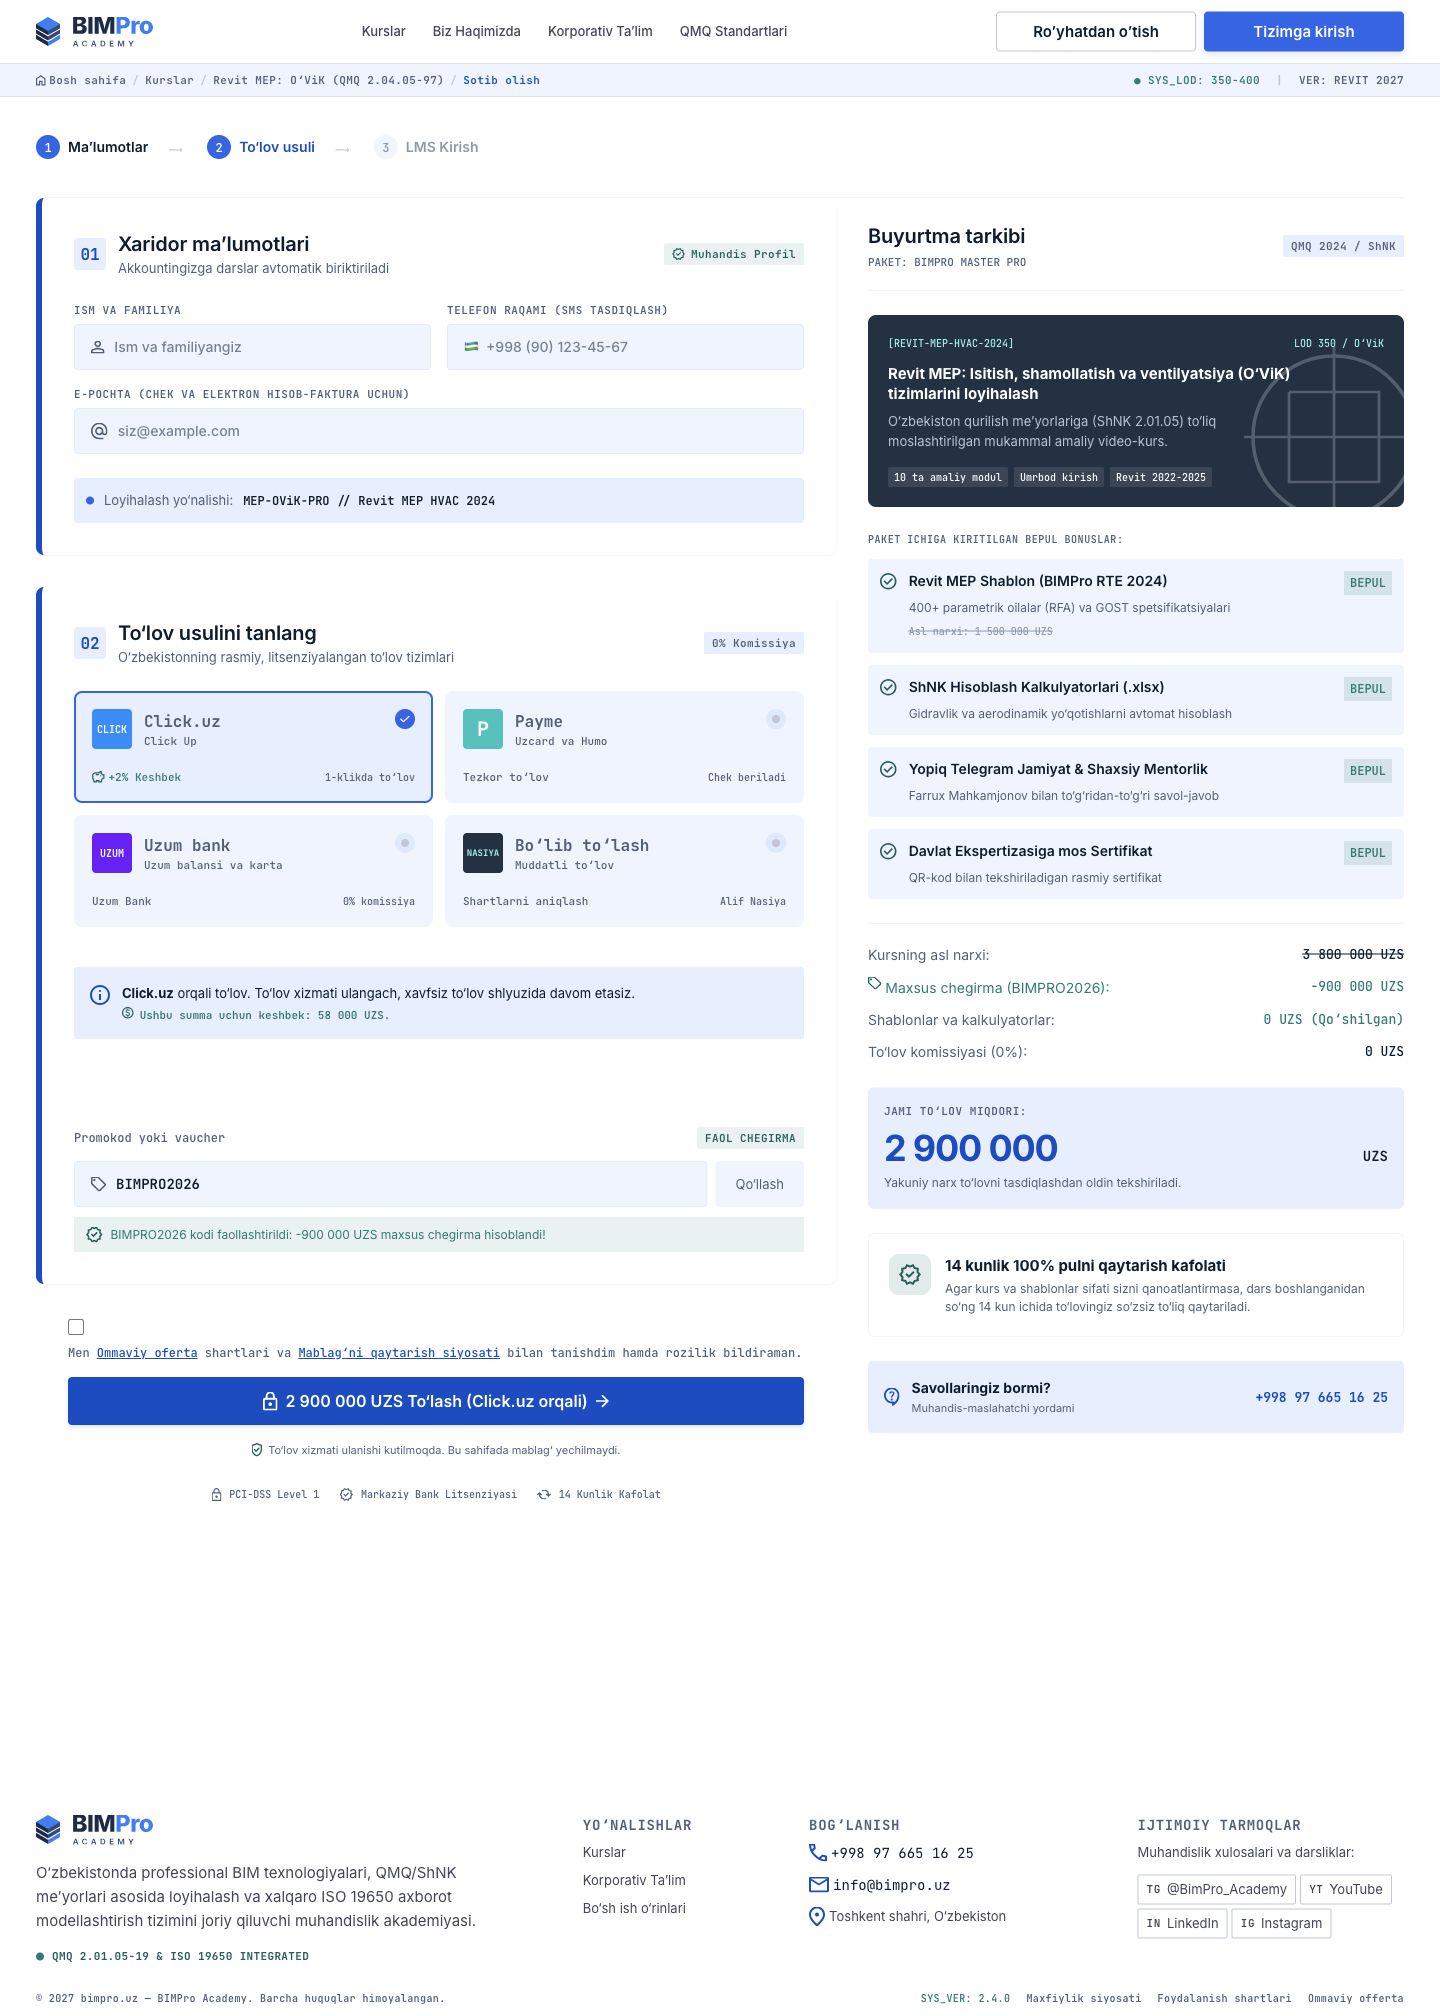 BIMPro
ACADEMY
Kurslar
Biz Haqimizda
Korporativ Ta’lim
QMQ Standartlari
Ro’yhatdan o’tish
Tizimga kirish
Bosh sahifa / Kurslar / Revit MEP: O‘ViK (QMQ 2.04.05-97) / Sotib olish
● SYS_LOD: 350-400 | VER: REVIT 2027
1 Ma’lumotlar → 2 To‘lov usuli → 3 LMS Kirish
01
Xaridor ma’lumotlari
Akkountingizga darslar avtomatik biriktiriladi
Muhandis Profil
ISM VA FAMILIYA
Ism va familiyangiz
TELEFON RAQAMI (SMS TASDIQLASH)
+998 (90) 123-45-67
E-POCHTA (CHEK VA ELEKTRON HISOB-FAKTURA UCHUN)
siz@example.com
Loyihalash yo‘nalishi: MEP-OViK-PRO // Revit MEP HVAC 2024
02
To‘lov usulini tanlang
O‘zbekistonning rasmiy, litsenziyalangan to‘lov tizimlari
0% Komissiya
CLICK
Click.uz
Click Up
+2% Keshbek
1-klikda to‘lov
P
Payme
Uzcard va Humo
Tezkor to‘lov
Chek beriladi
UZUM
Uzum bank
Uzum balansi va karta
Uzum Bank
0% komissiya
NASIYA
Bo‘lib to‘lash
Muddatli to‘lov
Shartlarni aniqlash
Alif Nasiya
Click.uz orqali to‘lov. To‘lov xizmati ulangach, xavfsiz to‘lov shlyuzida davom etasiz.
Ushbu summa uchun keshbek: 58 000 UZS.
Promokod yoki vaucher
FAOL CHEGIRMA
BIMPRO2026
Qo‘llash
BIMPRO2026 kodi faollashtirildi: -900 000 UZS maxsus chegirma hisoblandi!
Men Ommaviy oferta shartlari va Mablag‘ni qaytarish siyosati bilan tanishdim hamda rozilik bildiraman.
2 900 000 UZS To‘lash (Click.uz orqali) →
To‘lov xizmati ulanishi kutilmoqda. Bu sahifada mablag‘ yechilmaydi.
PCI-DSS Level 1
Markaziy Bank Litsenziyasi
14 Kunlik Kafolat
Buyurtma tarkibi
PAKET: BIMPRO MASTER PRO
QMQ 2024 / ShNK
[REVIT-MEP-HVAC-2024]
LOD 350 / O‘ViK
Revit MEP: Isitish, shamollatish va ventilyatsiya (O‘ViK)
tizimlarini loyihalash
O‘zbekiston qurilish me’yorlariga (ShNK 2.01.05) to‘liq
moslashtirilgan mukammal amaliy video-kurs.
10 ta amaliy modul
Umrbod kirish
Revit 2022-2025
PAKET ICHIGA KIRITILGAN BEPUL BONUSLAR:
Revit MEP Shablon (BIMPro RTE 2024)
BEPUL
400+ parametrik oilalar (RFA) va GOST spetsifikatsiyalari
Asl narxi: 1 500 000 UZS
ShNK Hisoblash Kalkulyatorlari (.xlsx)
BEPUL
Gidravlik va aerodinamik yo‘qotishlarni avtomat hisoblash
Yopiq Telegram Jamiyat & Shaxsiy Mentorlik
BEPUL
Farrux Mahkamjonov bilan to‘g‘ridan-to‘g‘ri savol-javob
Davlat Ekspertizasiga mos Sertifikat
BEPUL
QR-kod bilan tekshiriladigan rasmiy sertifikat
Kursning asl narxi: 3 800 000 UZS
Maxsus chegirma (BIMPRO2026): -900 000 UZS
Shablonlar va kalkulyatorlar: 0 UZS (Qo‘shilgan)
To‘lov komissiyasi (0%): 0 UZS
JAMI TO‘LOV MIQDORI:
2 900 000 UZS
Yakuniy narx to‘lovni tasdiqlashdan oldin tekshiriladi.
14 kunlik 100% pulni qaytarish kafolati
Agar kurs va shablonlar sifati sizni qanoatlantirmasa, dars boshlanganidan
so‘ng 14 kun ichida to‘lovingiz so‘zsiz to‘liq qaytariladi.
Savollaringiz bormi?
Muhandis-maslahatchi yordami
+998 97 665 16 25
BIMPro
ACADEMY
O‘zbekistonda professional BIM texnologiyalari, QMQ/ShNK
me’yorlari asosida loyihalash va xalqaro ISO 19650 axborot
modellashtirish tizimini joriy qiluvchi muhandislik akademiyasi.
● QMQ 2.01.05-19 & ISO 19650 INTEGRATED
YO‘NALISHLAR
Kurslar
Korporativ Ta’lim
Bo‘sh ish o‘rinlari
BOG‘LANISH
+998 97 665 16 25
info@bimpro.uz
Toshkent shahri, O‘zbekiston
IJTIMOIY TARMOQLAR
Muhandislik xulosalari va darsliklar:
TG @BimPro_Academy
YT YouTube
IN LinkedIn
IG Instagram
© 2027 bimpro.uz — BIMPro Academy. Barcha huquqlar himoyalangan.
SYS_VER: 2.4.0
Maxfiylik siyosati
Foydalanish shartlari
Ommaviy offerta